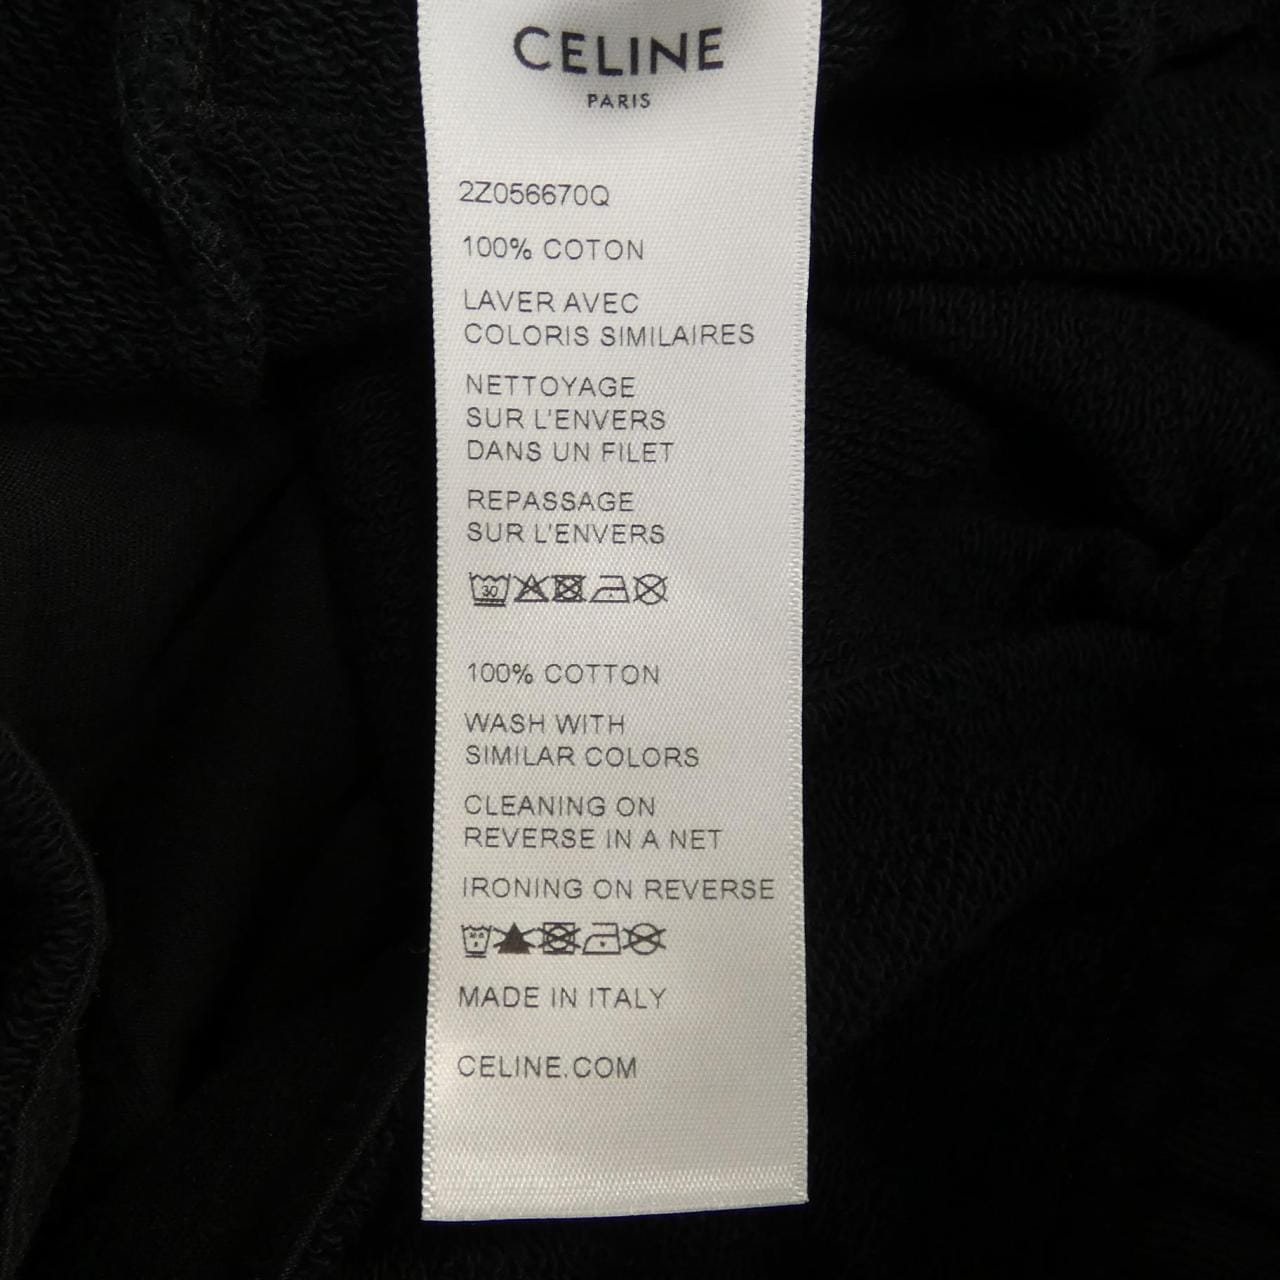 CELINE
PARIS
2Z056670Q
100% COTON
LAVER AVEC
COLORIS SIMILAIRES
NETTOYAGE
SUR L'ENVERS
DANS UN FILET
REPASSAGE
SUR L'ENVERS
30
100% COTTON
WASH WITH
SIMILAR COLORS
CLEANING ON
REVERSE IN A NET
IRONING ON REVERSE
MADE IN ITALY
CELINE.COM